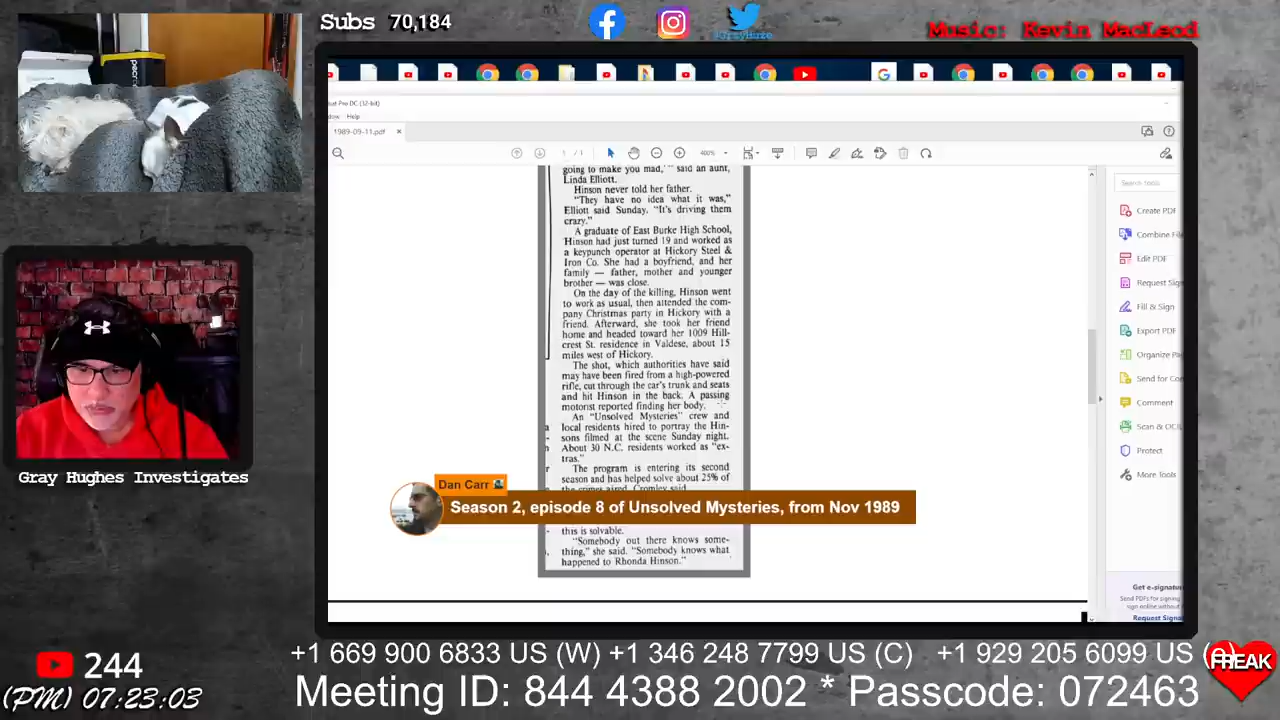 Subs 70,184
Music: Kevin MacLeod
Help
1989-09-11.pdf
1 / 1
400%
Search tools
Create PDF
Edit PDF
Fill & Sign
Export PDF
Comment
Protect
More Tools
Request Signa
going to make you mad,'" said an aunt,
Linda Elliott.
Hinson never told her father.
"They have no idea what it was,"
Elliott said Sunday. "It's driving them
crazy."
A graduate of East Burke High School,
Hinson had just turned 19 and worked as
a keypunch operator at Hickory Steel &
Iron Co. She had a boyfriend, and her
family — father, mother and younger
brother — was close.
On the day of the killing, Hinson went
to work as usual, then attended the com-
pany Christmas party in Hickory with a
friend. Afterward, she took her friend
home and headed toward her 1009 Hill-
crest St. residence in Valdese, about 15
miles west of Hickory.
The shot, which authorities have said
may have been fired from a high-powered
rifle, cut through the car's trunk and seats
and hit Hinson in the back. A passing
motorist reported finding her body.
An "Unsolved Mysteries" crew and
local residents hired to portray the Hin-
sons filmed at the scene Sunday night.
About 30 N.C. residents worked as "ex-
tras."
The program is entering its second
season and has helped solve about 25% of
Dan Carr
Season 2, episode 8 of Unsolved Mysteries, from Nov 1989
this is solvable.
"Somebody out there knows some-
thing," she said. "Somebody knows what
happened to Rhonda Hinson."
Gray Hughes Investigates
244
(PM) 07:23:03
+1 669 900 6833 US (W) +1 346 248 7799 US (C) +1 929 205 6099 US
FREAK
Meeting ID: 844 4388 2002 * Passcode: 072463